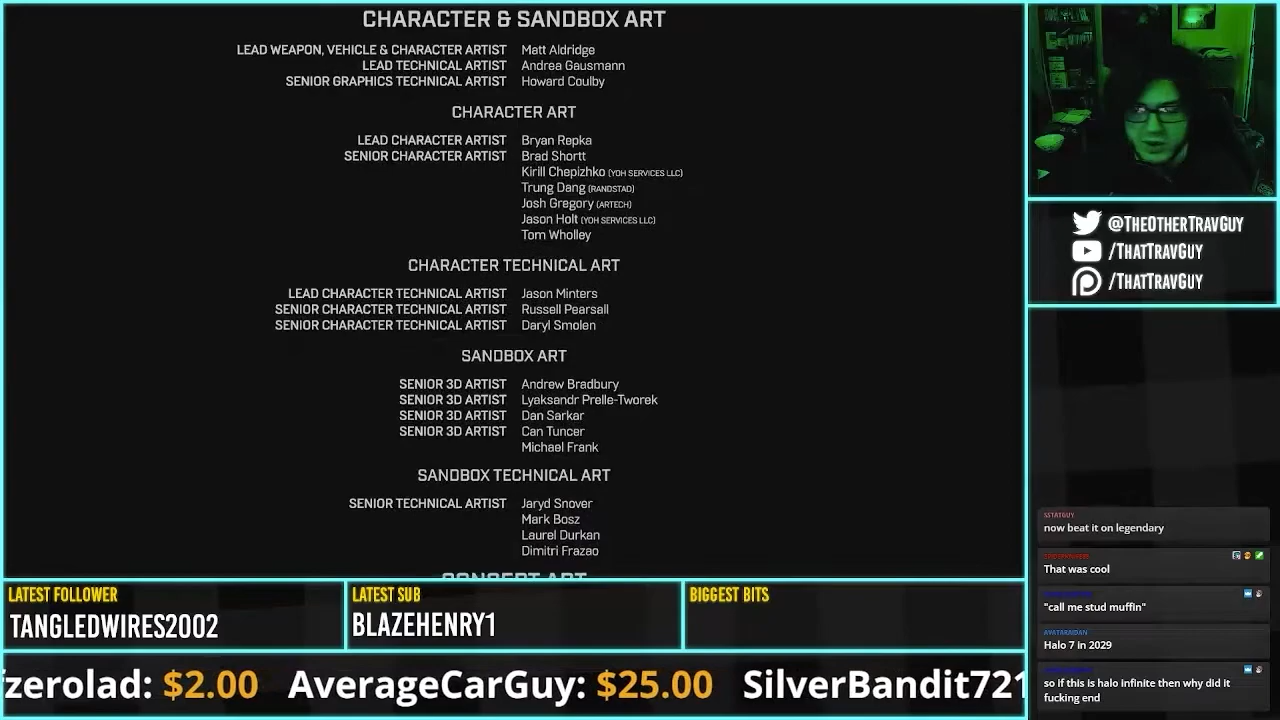 CHARACTER & SANDBOX ART
LEAD WEAPON, VEHICLE & CHARACTER ARTIST Matt Aldridge
LEAD TECHNICAL ARTIST Andrea Gausmann
SENIOR GRAPHICS TECHNICAL ARTIST Howard Coulby
CHARACTER ART
LEAD CHARACTER ARTIST Bryan Repka
SENIOR CHARACTER ARTIST Brad Shortt
Kirill Chepizhko (YOH SERVICES LLC)
Trung Dang (RANDSTAD)
Josh Gregory (ARTECH)
Jason Holt (YOH SERVICES LLC)
Tom Wholley
CHARACTER TECHNICAL ART
LEAD CHARACTER TECHNICAL ARTIST Jason Minters
SENIOR CHARACTER TECHNICAL ARTIST Russell Pearsall
SENIOR CHARACTER TECHNICAL ARTIST Daryl Smolen
SANDBOX ART
SENIOR 3D ARTIST Andrew Bradbury
SENIOR 3D ARTIST Lyaksandr Prelle-Tworek
SENIOR 3D ARTIST Dan Sarkar
SENIOR 3D ARTIST Can Tuncer
Michael Frank
SANDBOX TECHNICAL ART
SENIOR TECHNICAL ARTIST Jaryd Snover
Mark Bosz
Laurel Durkan
Dimitri Frazao
CONCEPT ART
@THEOTHERTRAVGUY
/THATTRAVGUY
/THATTRAVGUY
SSTATGUY
now beat it on legendary
That was cool
"call me stud muffin"
AVATARAIDAN
Halo 7 in 2029
so if this is halo infinite then why did it
fucking end
LATEST FOLLOWER
TANGLEDWIRES2002
LATEST SUB
BLAZEHENRY1
BIGGEST BITS
zerolad: $2.00 AverageCarGuy: $25.00 SilverBandit721